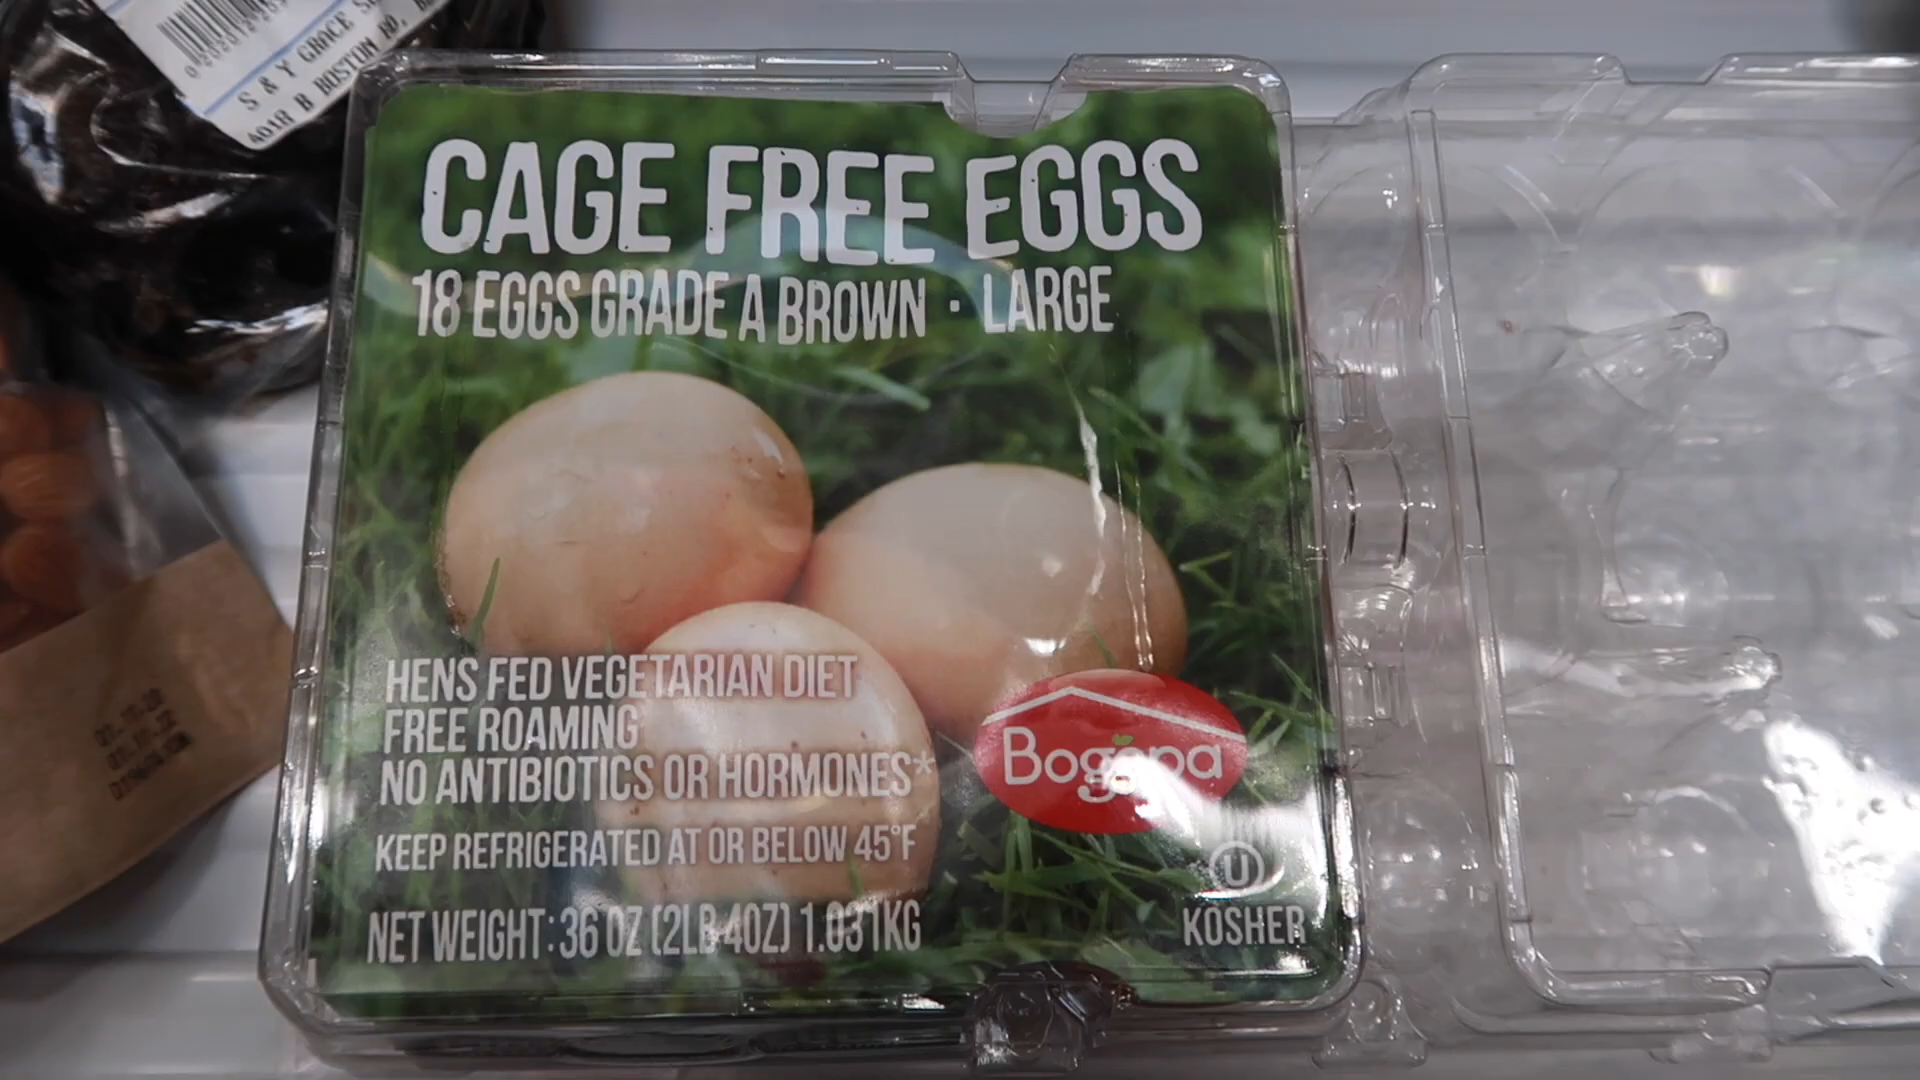 S & Y GROCE
4018 B BOSTON RD, B
CAGE FREE EGGS
18 EGGS GRADE A BROWN · LARGE
HENS FED VEGETARIAN DIET
FREE ROAMING
NO ANTIBIOTICS OR HORMONES*
KEEP REFRIGERATED AT OR BELOW 45°F
NET WEIGHT: 36 OZ (2LB 4OZ) 1.031KG
Bogopa
U
KOSHER